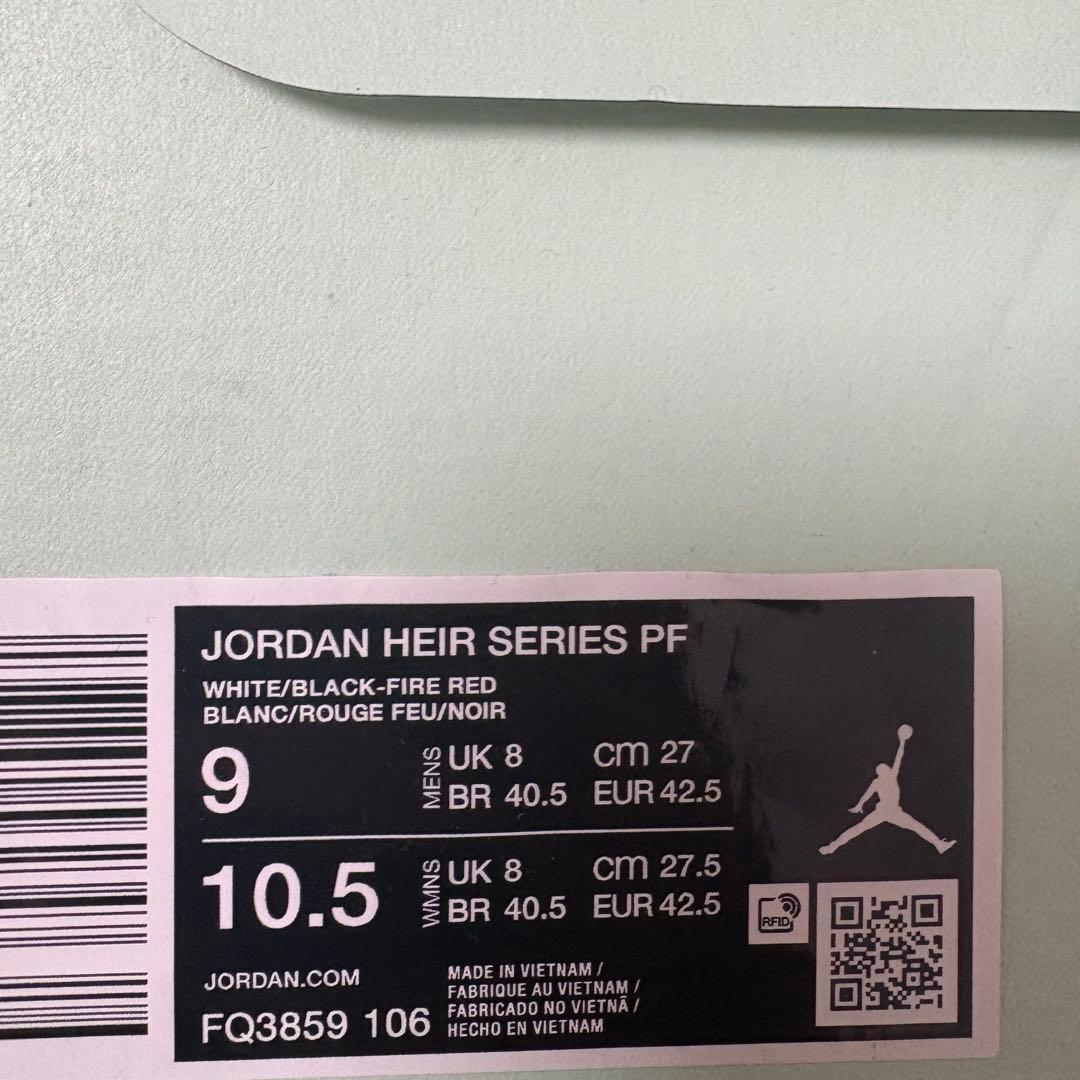 JORDAN HEIR SERIES PF
WHITE/BLACK-FIRE RED
BLANC/ROUGE FEU/NOIR
9
MENS
UK 8 cm 27
BR 40.5 EUR 42.5
10.5
WMNS
UK 8 cm 27.5
BR 40.5 EUR 42.5
RFID
JORDAN.COM
FQ3859 106
MADE IN VIETNAM /
FABRIQUE AU VIETNAM /
FABRICADO NO VIETNÃ /
HECHO EN VIETNAM